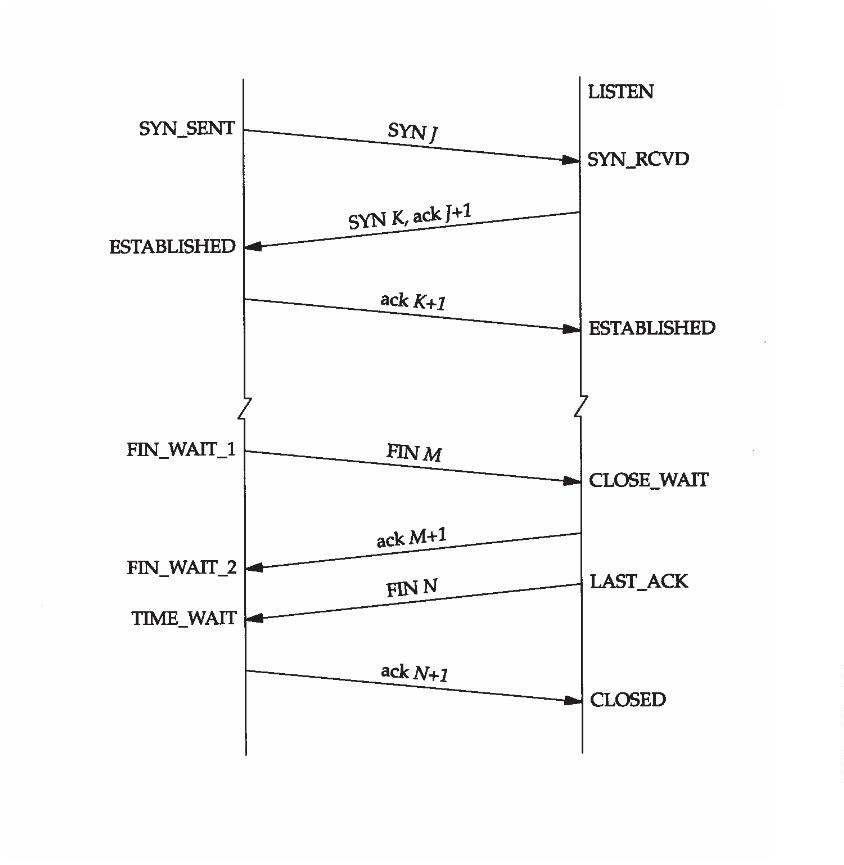 LISTEN
SYN_SENT
SYN J
SYN_RCVD
SYN K, ack J+1
ESTABLISHED
ack K+1
ESTABLISHED
FIN_WAIT_1
FIN M
CLOSE_WAIT
ack M+1
FIN_WAIT_2
FIN N
LAST_ACK
TIME_WAIT
ack N+1
CLOSED